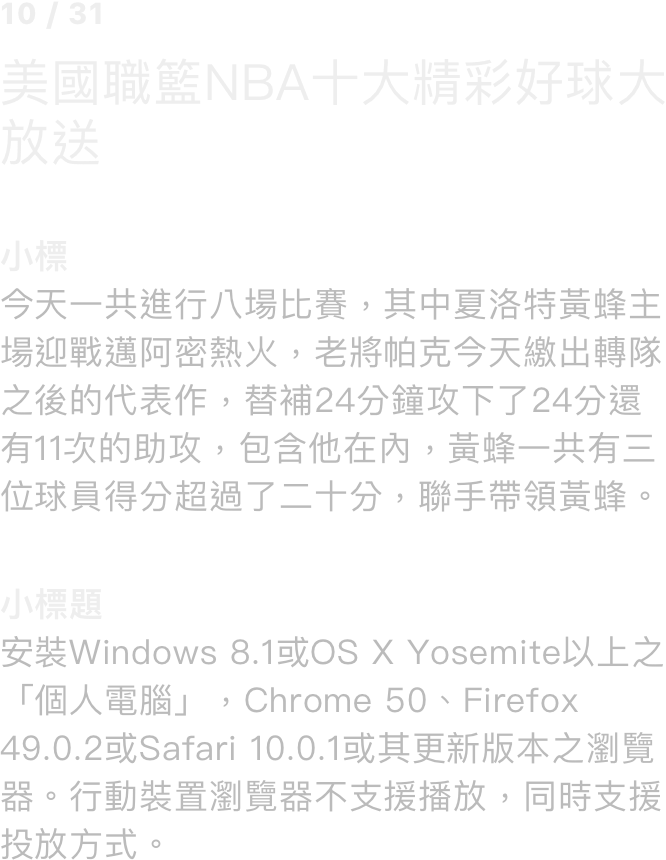 10 / 31
美國職籃NBA十大精彩好球大
放送
小標
今天一共進行八場比賽，其中夏洛特黃蜂主
場迎戰邁阿密熱火，老將帕克今天繳出轉隊
之後的代表作，替補24分鐘攻下了24分還
有11次的助攻，包含他在內，黃蜂一共有三
位球員得分超過了二十分，聯手帶領黃蜂。
小標題
安裝Windows 8.1或OS X Yosemite以上之
「個人電腦」，Chrome 50、Firefox
49.0.2或Safari 10.0.1或其更新版本之瀏覽
器。行動裝置瀏覽器不支援播放，同時支援
投放方式。